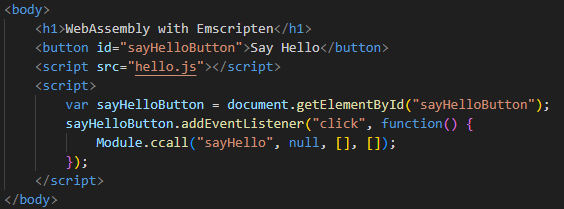 <body>
<h1>WebAssembly with Emscripten</h1>
<button id="sayHelloButton">Say Hello</button>
<script src="hello.js"></script>
<script>
var sayHelloButton = document.getElementById("sayHelloButton");
sayHelloButton.addEventListener("click", function() {
Module.ccall("sayHello", null, [], []);
});
</script>
</body>